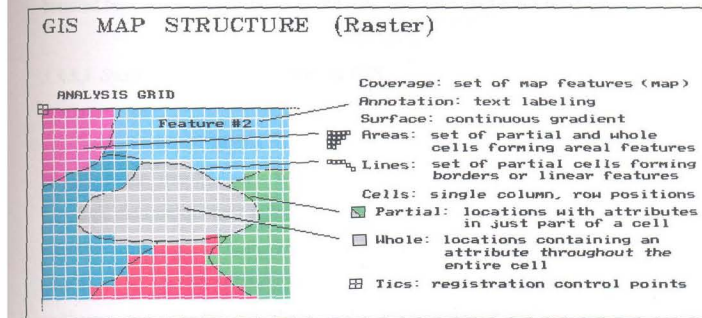 GIS MAP STRUCTURE (Raster)
ANALYSIS GRID
Feature #2
Coverage: set of map features (map)
Annotation: text labeling
Surface: continuous gradient
Areas: set of partial and whole
cells forming areal features
Lines: set of partial cells forming
borders or linear features
Cells: single column, row positions
Partial: locations with attributes
in just part of a cell
Whole: locations containing an
attribute throughout the
entire cell
Tics: registration control points